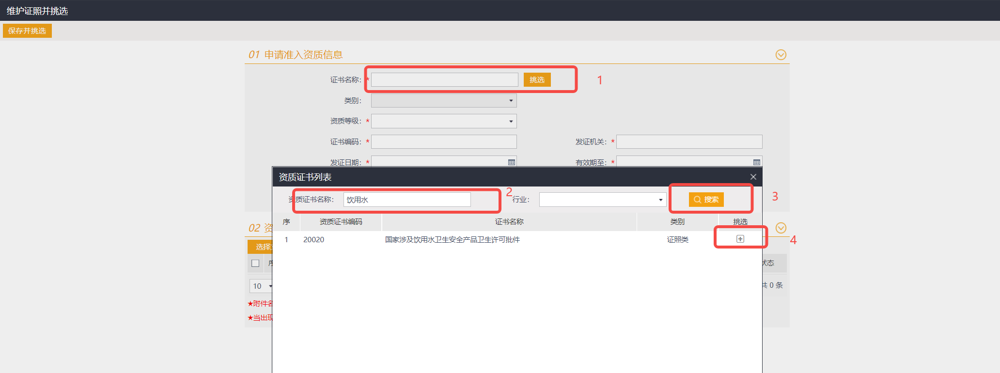 维护证照并挑选
保存并挑选
01 申请准入资质信息
证书名称: * 挑选 1
类别:
资质等级: *
证书编码: * 发证机关: *
发证日期: * 有效期至: *
资质证书列表
资质证书名称: 饮用水 2 行业: 搜索 3
序 资质证书编码 证书名称 类别 挑选
1 20020 国家涉及饮用水卫生安全产品卫生许可批件 证照类 4
02 资
选择
序 状态
10 共 0 条
★附件名
★当出现